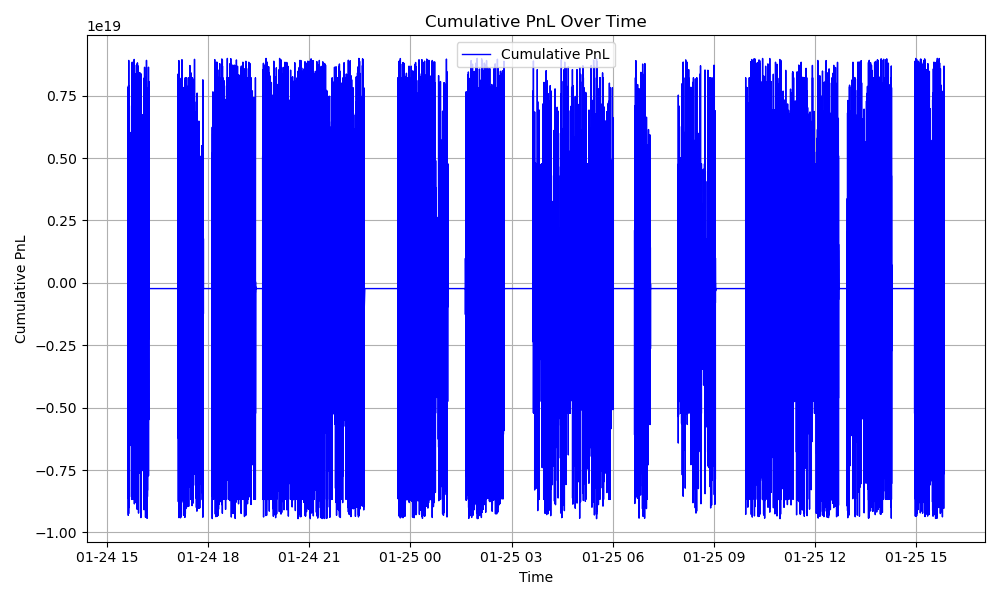 Cumulative PnL Over Time
1e19
Cumulative PnL
0.75
0.50
0.25
0.00
−0.25
−0.50
−0.75
−1.00
Cumulative PnL
01-24 15 01-24 18 01-24 21 01-25 00 01-25 03 01-25 06 01-25 09 01-25 12 01-25 15
Time